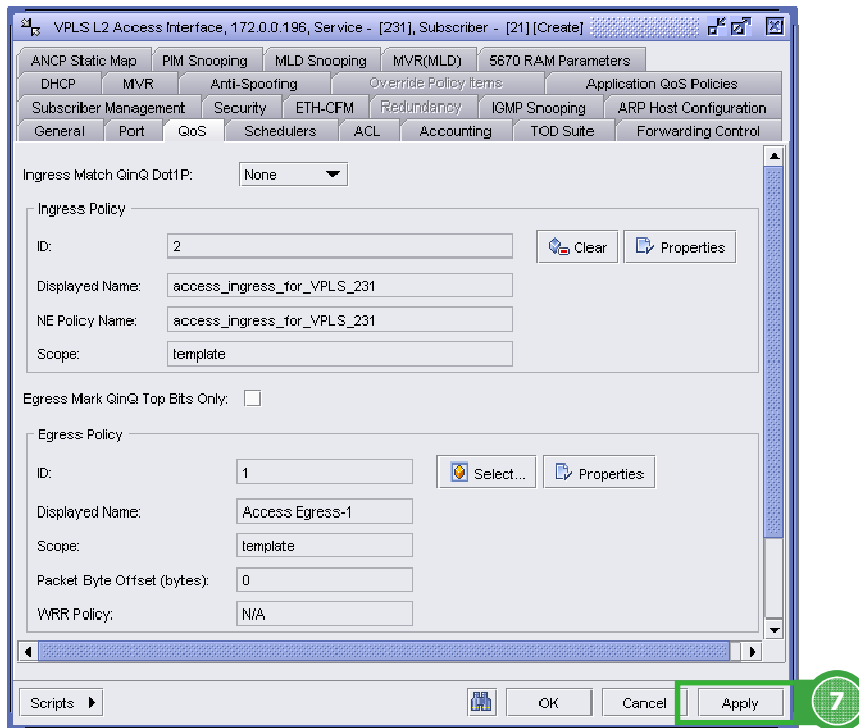 VPLS L2 Access Interface, 172.0.0.196, Service - [231], Subscriber - [21] [Create]
ANCP Static Map PIM Snooping MLD Snooping MVR(MLD) 5670 RAM Parameters
DHCP MVR Anti-Spoofing Override Policy Items Application QoS Policies
Subscriber Management Security ETH-CFM Redundancy IGMP Snooping ARP Host Configuration
General Port QoS Schedulers ACL Accounting TOD Suite Forwarding Control
Ingress Match QinQ Dot1P: None
Ingress Policy
ID: 2 Clear Properties
Displayed Name: access_ingress_for_VPLS_231
NE Policy Name: access_ingress_for_VPLS_231
Scope: template
Egress Mark QinQ Top Bits Only:
Egress Policy
ID: 1 Select... Properties
Displayed Name: Access Egress-1
Scope: template
Packet Byte Offset (bytes): 0
WRR Policy: N/A
Scripts OK Cancel Apply 7